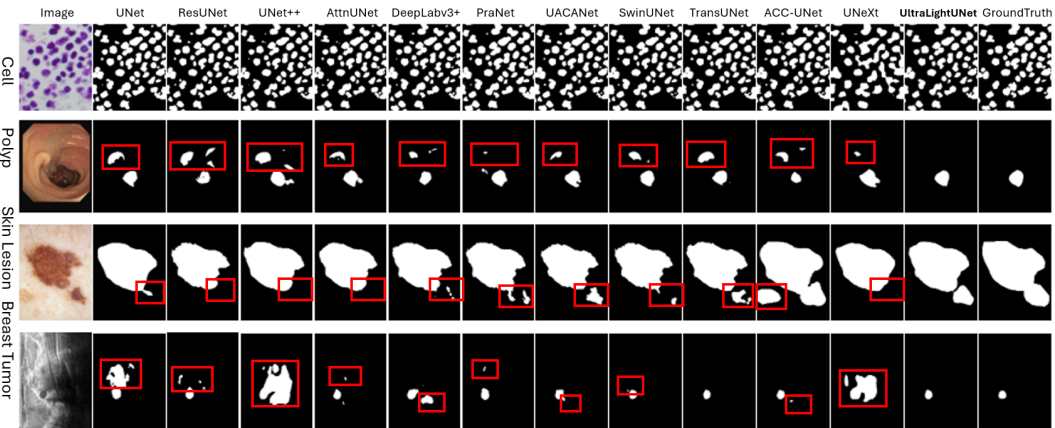 Image UNet ResUNet UNet++ AttnUNet DeepLabv3+ PraNet UACANet SwinUNet TransUNet ACC-UNet UNeXt UltraLightUNet GroundTruth
Cell
Polyp
Skin Lesion
Breast Tumor